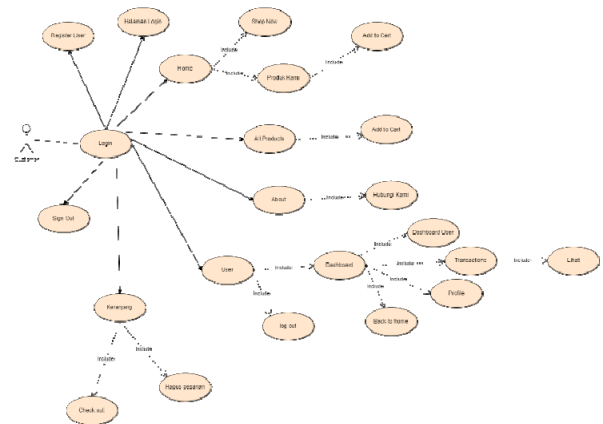 Halaman Login
Shop Now
Register User
Add to Cart
Include
Home
Include
Include
Produk Kami
Customer
Login
All Products
Include
Add to Cart
About
Include
Hubungi Kami
Sign Out
Dashboard User
Include
User
Include
Dashboard
Include
Transactions
Include
Lihat
Include
Profile
Include
Include
Keranjang
log out
Back to home
Include
Include
Hapus pesanan
Check out